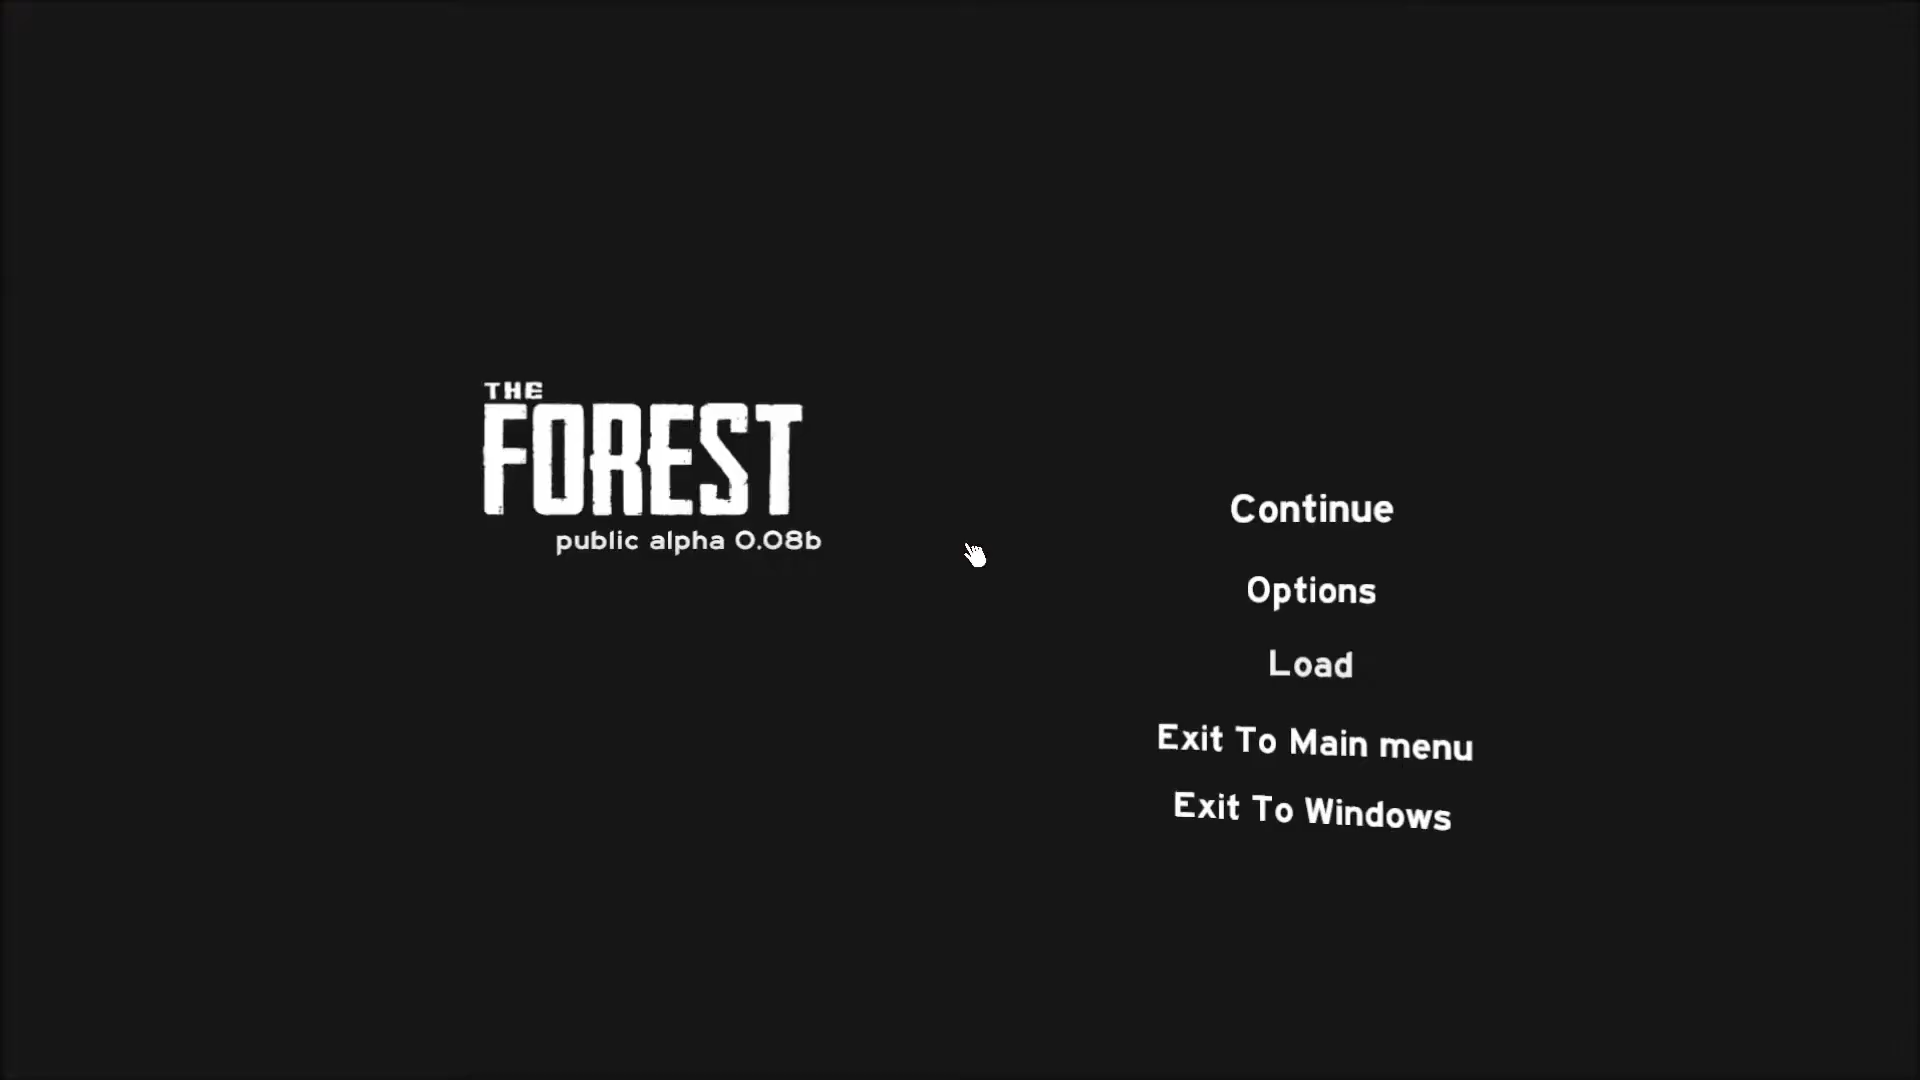 THE
FOREST
public alpha 0.08b
Continue
Options
Load
Exit To Main menu
Exit To Windows